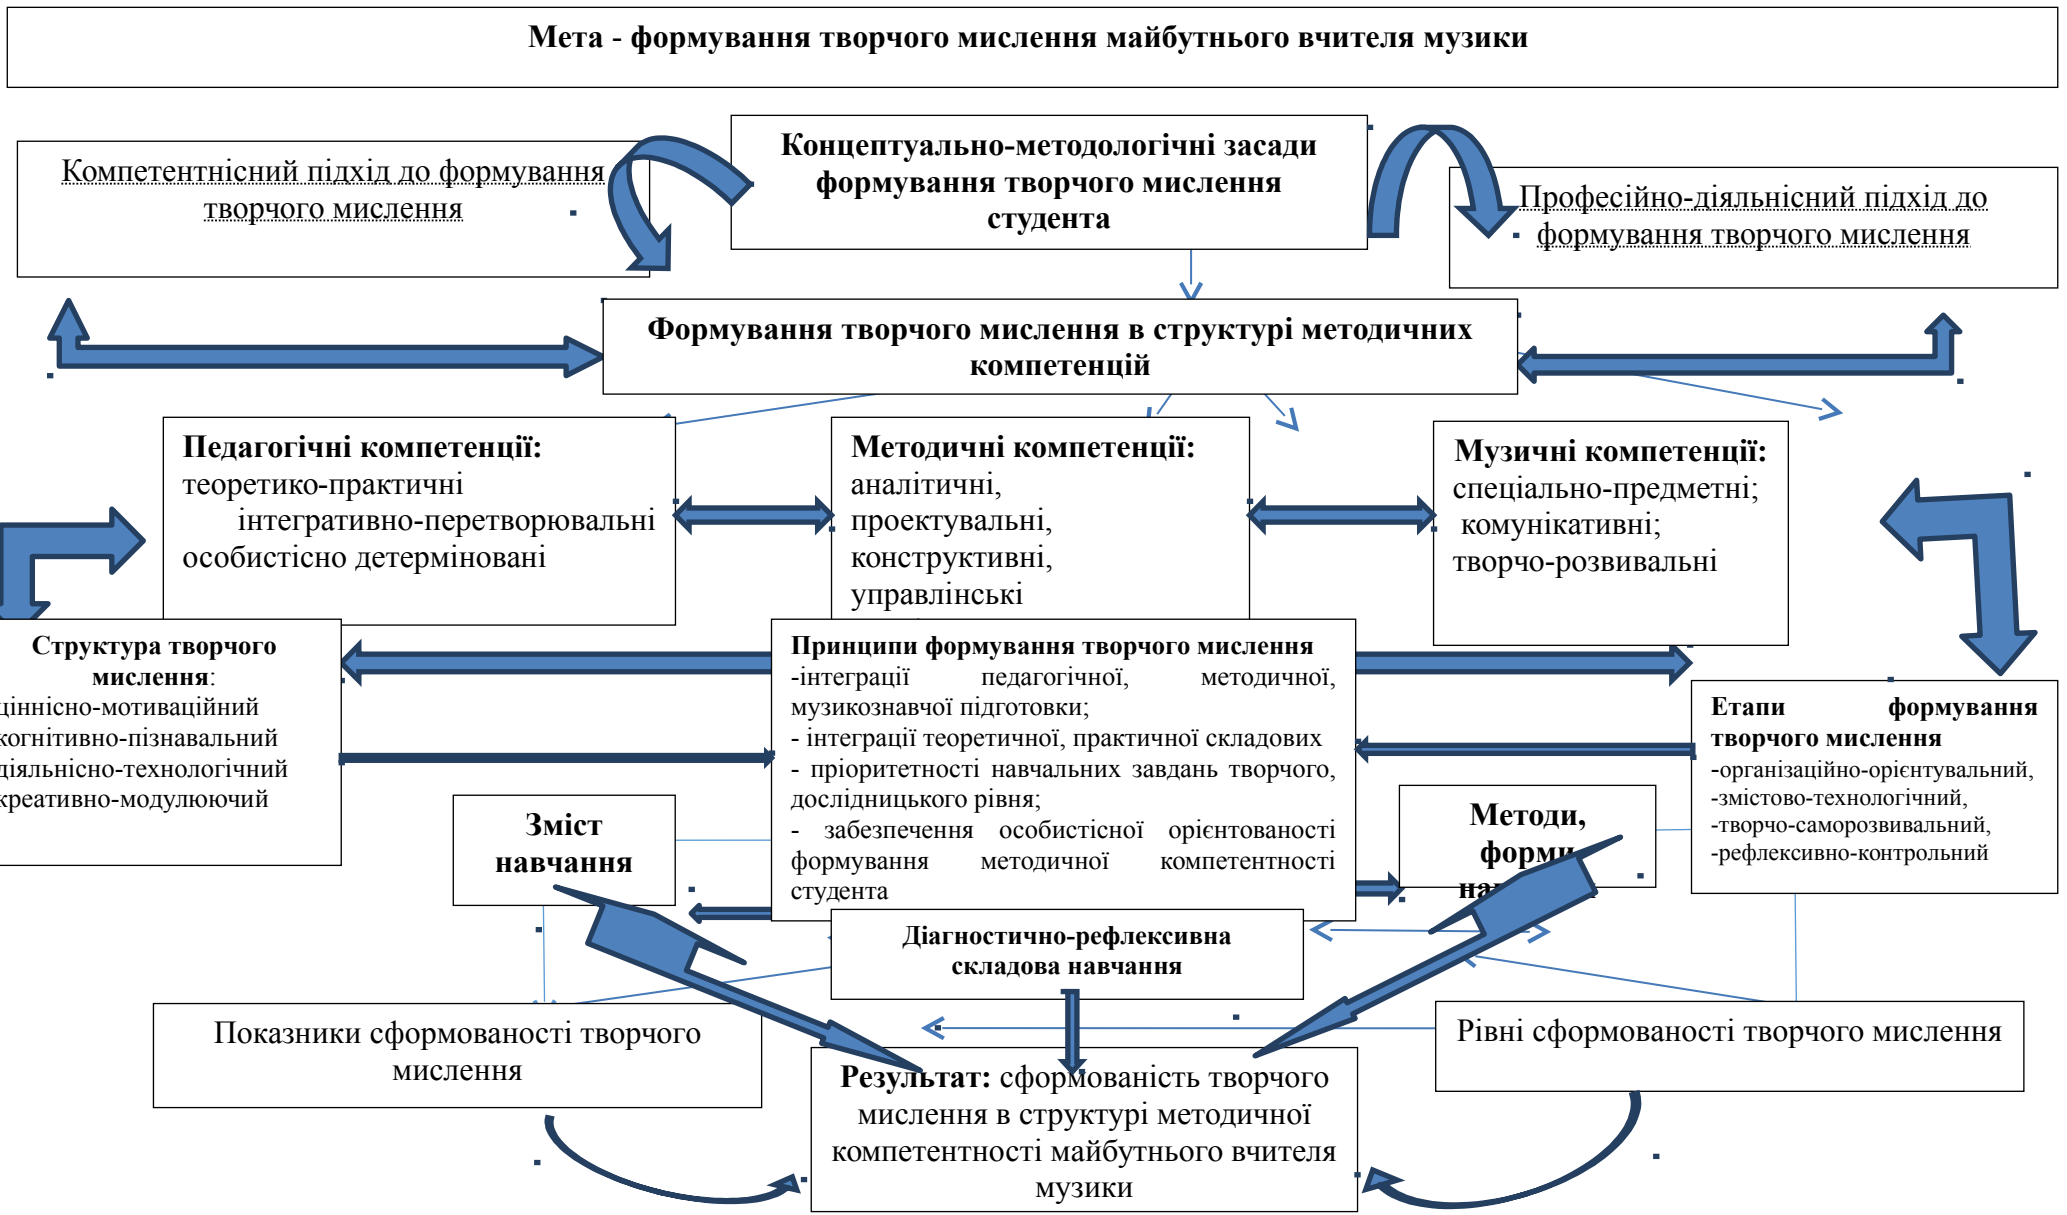 Мета - формування творчого мислення майбутнього вчителя музики
Концептуально-методологічні засади
формування творчого мислення
студента
Компетентнісний підхід до формування
творчого мислення
Професійно-діяльнісний підхід до
формування творчого мислення
Формування творчого мислення в структурі методичних
компетенцій
Педагогічні компетенції:
теоретико-практичні
інтегративно-перетворювальні
особистісно детерміновані
Методичні компетенції:
аналітичні,
проектувальні,
конструктивні,
управлінські
Музичні компетенції:
спеціально-предметні;
комунікативні;
творчо-розвивальні
Структура творчого
мислення:
ціннісно-мотиваційний
когнітивно-пізнавальний
діяльнісно-технологічний
креативно-модулюючий
Принципи формування творчого мислення
-інтеграції педагогічної, методичної,
музикознавчої підготовки;
- інтеграції теоретичної, практичної складових
- пріоритетності навчальних завдань творчого,
дослідницького рівня;
- забезпечення особистісної орієнтованості
формування методичної компетентності
студента
Етапи формування
творчого мислення
-організаційно-орієнтувальний,
-змістово-технологічний,
-творчо-саморозвивальний,
-рефлексивно-контрольний
Зміст
навчання
Методи,
форми
Діагностично-рефлексивна
складова навчання
Показники сформованості творчого
мислення
Рівні сформованості творчого мислення
Результат: сформованість творчого
мислення в структурі методичної
компетентності майбутнього вчителя
музики